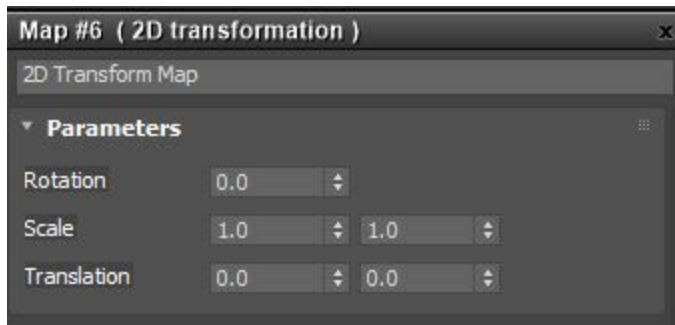 Map #6 ( 2D transformation )
x
2D Transform Map
Parameters
Rotation 0.0
Scale 1.0 1.0
Translation 0.0 0.0